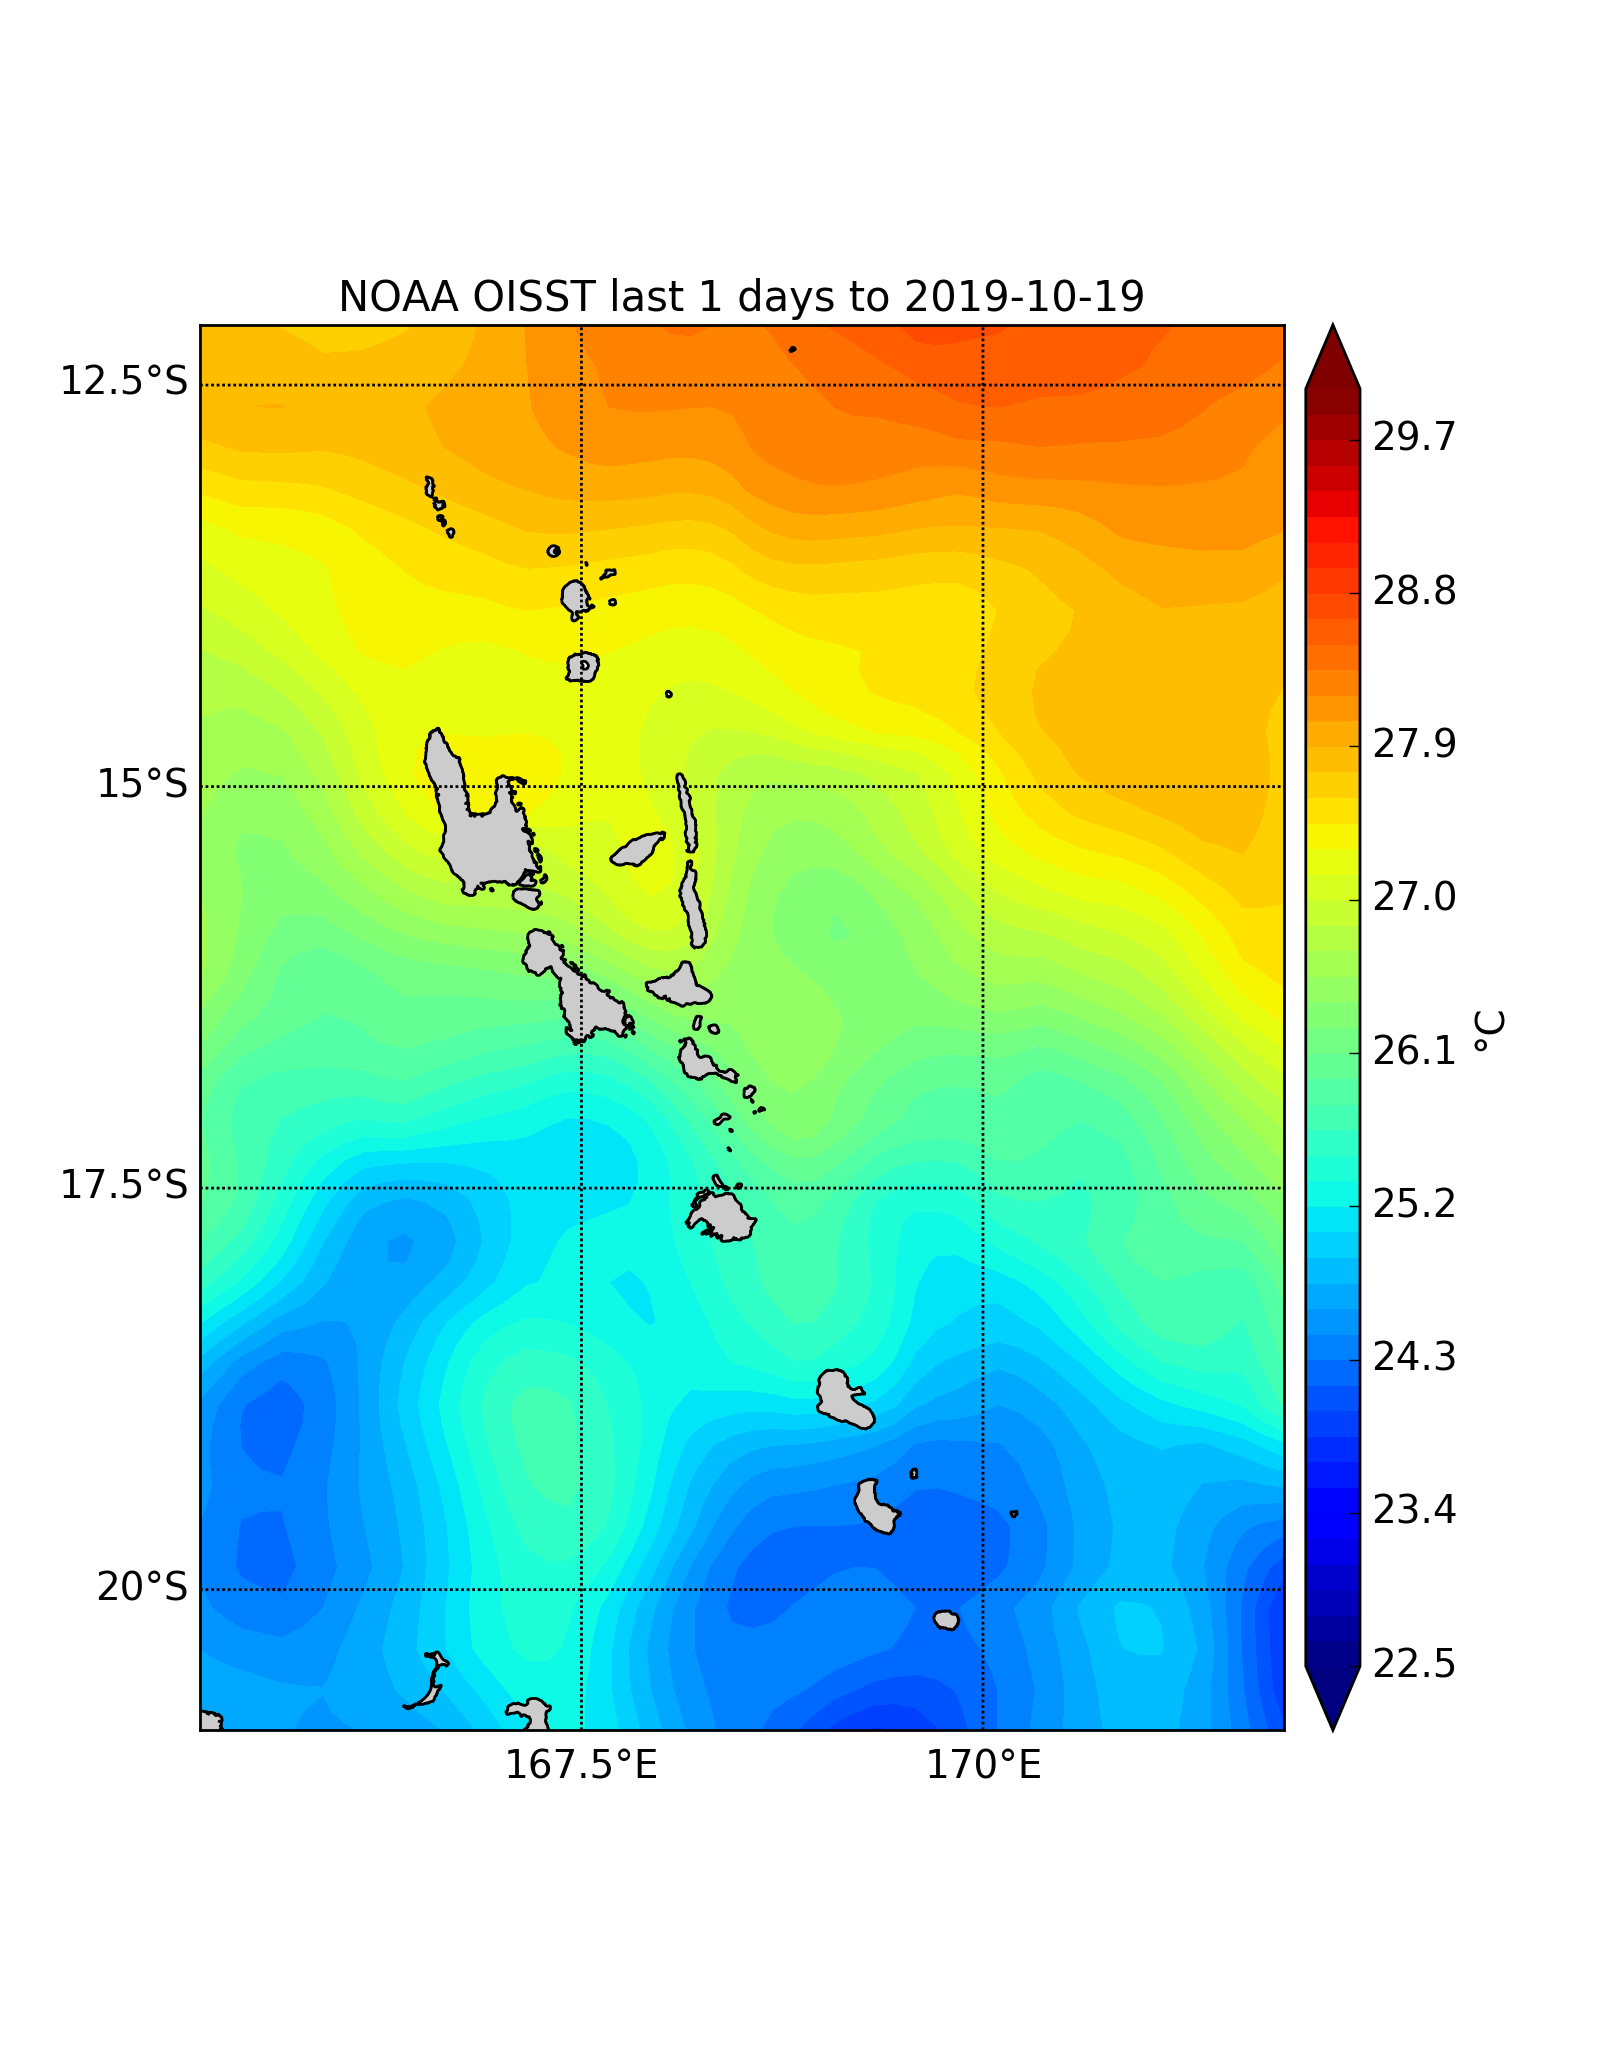 NOAA OISST last 1 days to 2019-10-19
12.5°S
15°S
17.5°S
20°S
167.5°E
170°E
29.7
28.8
27.9
27.0
26.1
25.2
24.3
23.4
22.5
°C